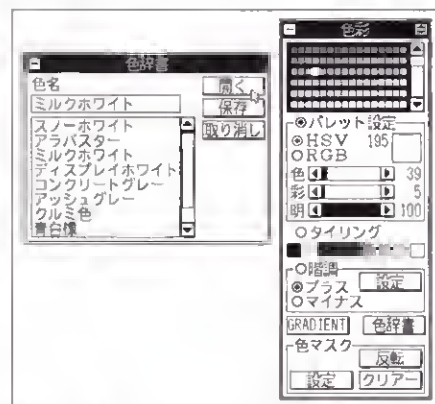 色辞書
色名
ミルクホワイト
スノーホワイト
アラバスター
ミルクホワイト
ディスプレイホワイト
コンクリートグレー
アッシュグレー
クルミ色
青白橡
開く
保存
取り消し
色彩
パレット設定
HSV 195
RGB
色 39
彩 5
明 100
タイリング
階調
プラス
マイナス
設定
GRADIENT
色辞書
色マスク
反転
設定
クリアー